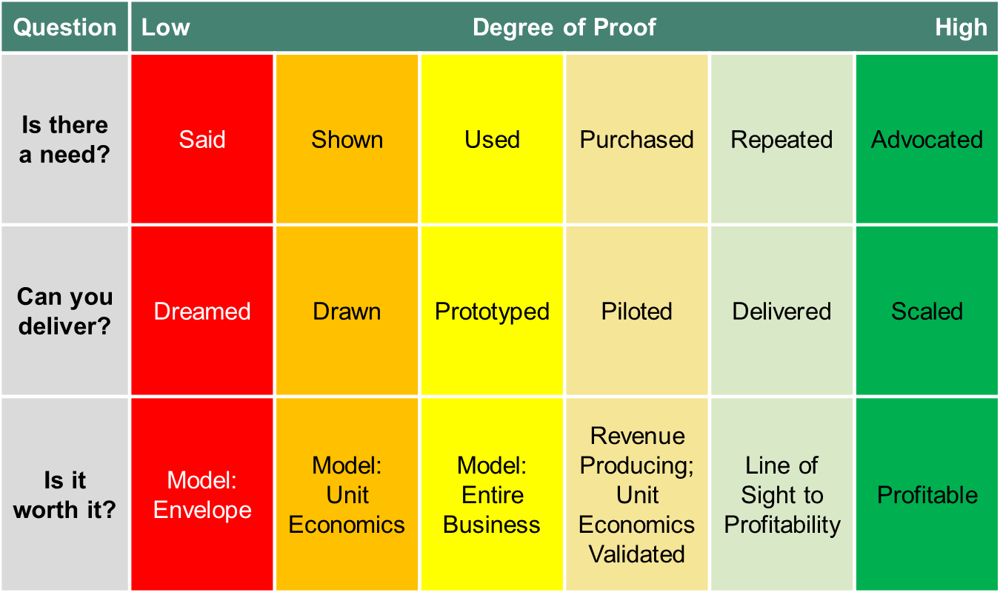 Question Low Degree of Proof High
Is there
a need?
Said
Shown
Used
Purchased
Repeated
Advocated
Can you
deliver?
Dreamed
Drawn
Prototyped
Piloted
Delivered
Scaled
Is it
worth it?
Model:
Envelope
Model:
Unit
Economics
Model:
Entire
Business
Revenue
Producing;
Unit
Economics
Validated
Line of
Sight to
Profitability
Profitable